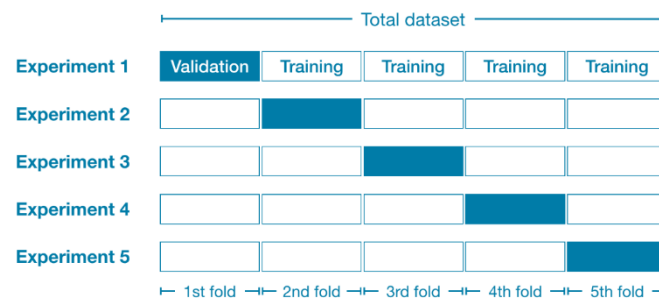 Total dataset
Experiment 1 Validation Training Training Training Training
Experiment 2
Experiment 3
Experiment 4
Experiment 5
1st fold 2nd fold 3rd fold 4th fold 5th fold